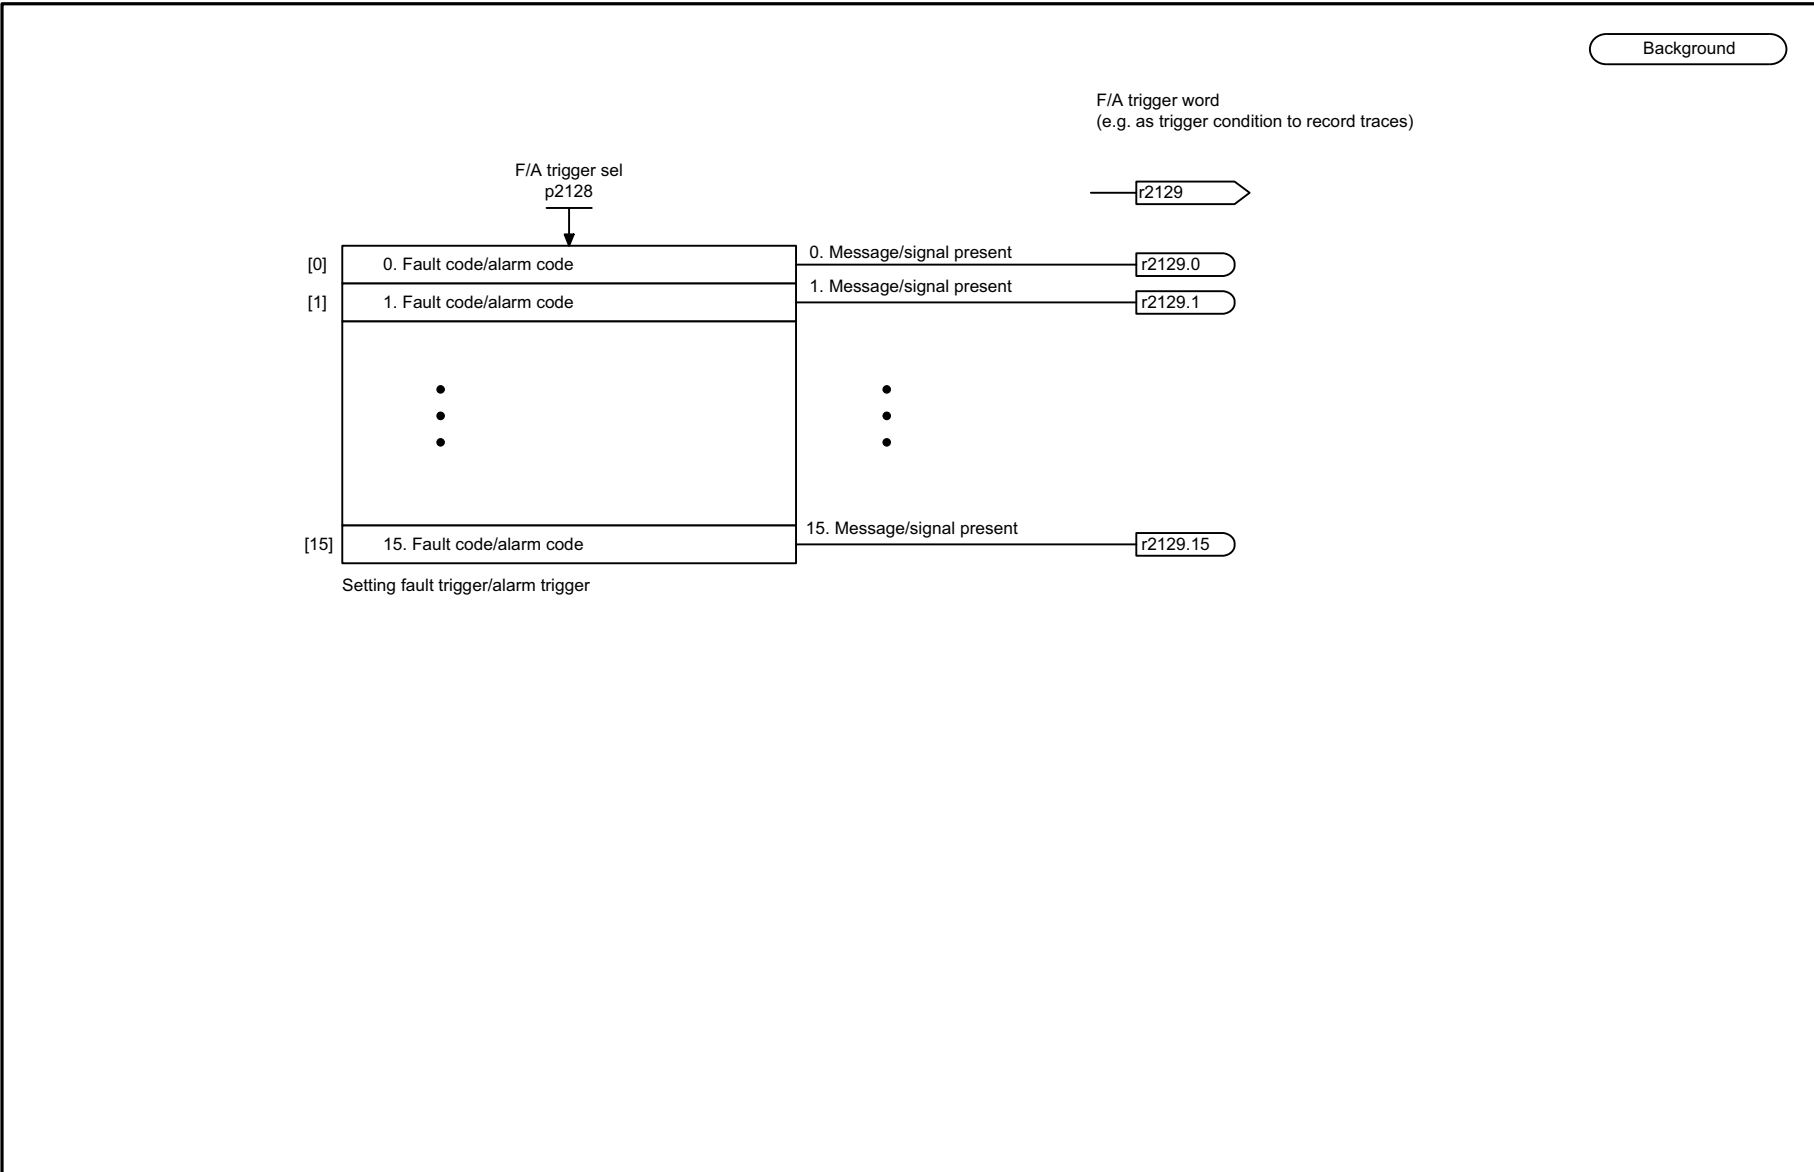 Background
F/A trigger word
(e.g. as trigger condition to record traces)
F/A trigger sel
p2128
r2129
[0]
0. Fault code/alarm code
0. Message/signal present
r2129.0
[1]
1. Fault code/alarm code
1. Message/signal present
r2129.1
[15]
15. Fault code/alarm code
15. Message/signal present
r2129.15
Setting fault trigger/alarm trigger